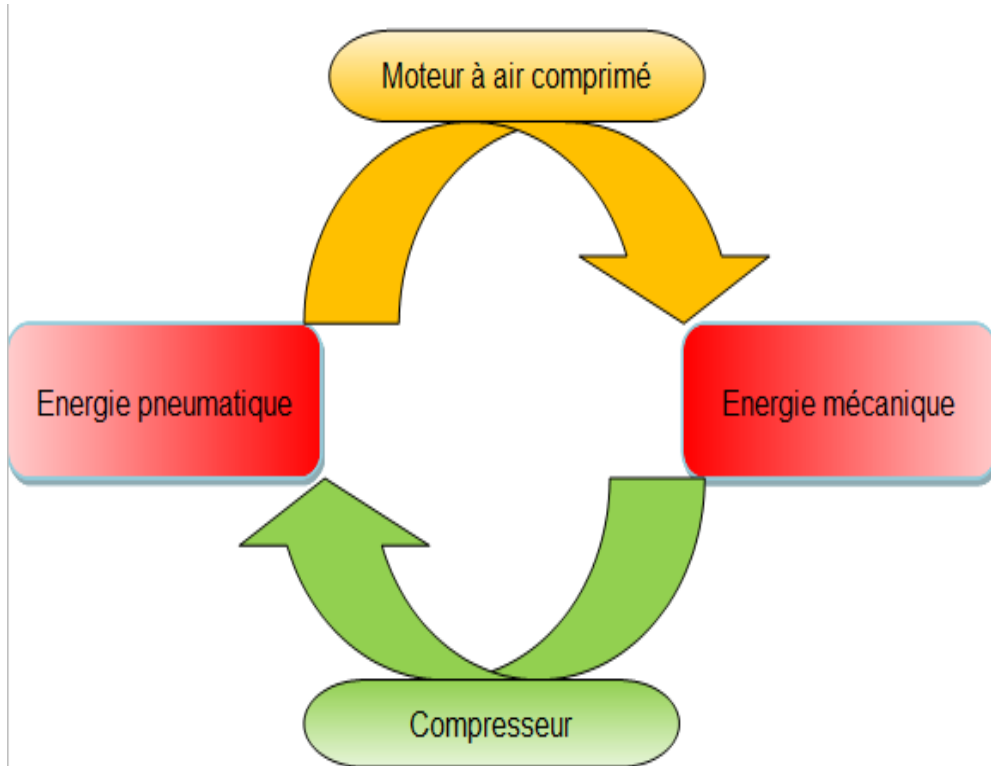 Moteur à air comprimé
Energie pneumatique
Energie mécanique
Compresseur